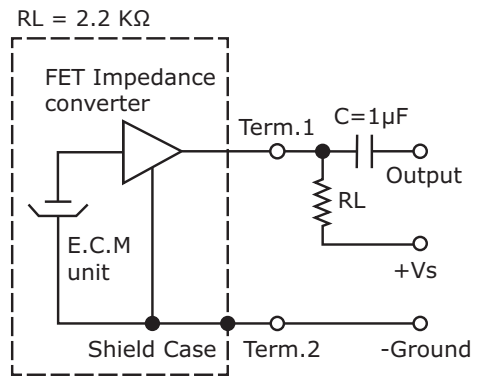 RL = 2.2 KΩ
FET Impedance
converter
Term.1
C=1µF
Output
RL
+Vs
E.C.M
unit
Shield Case
Term.2
-Ground